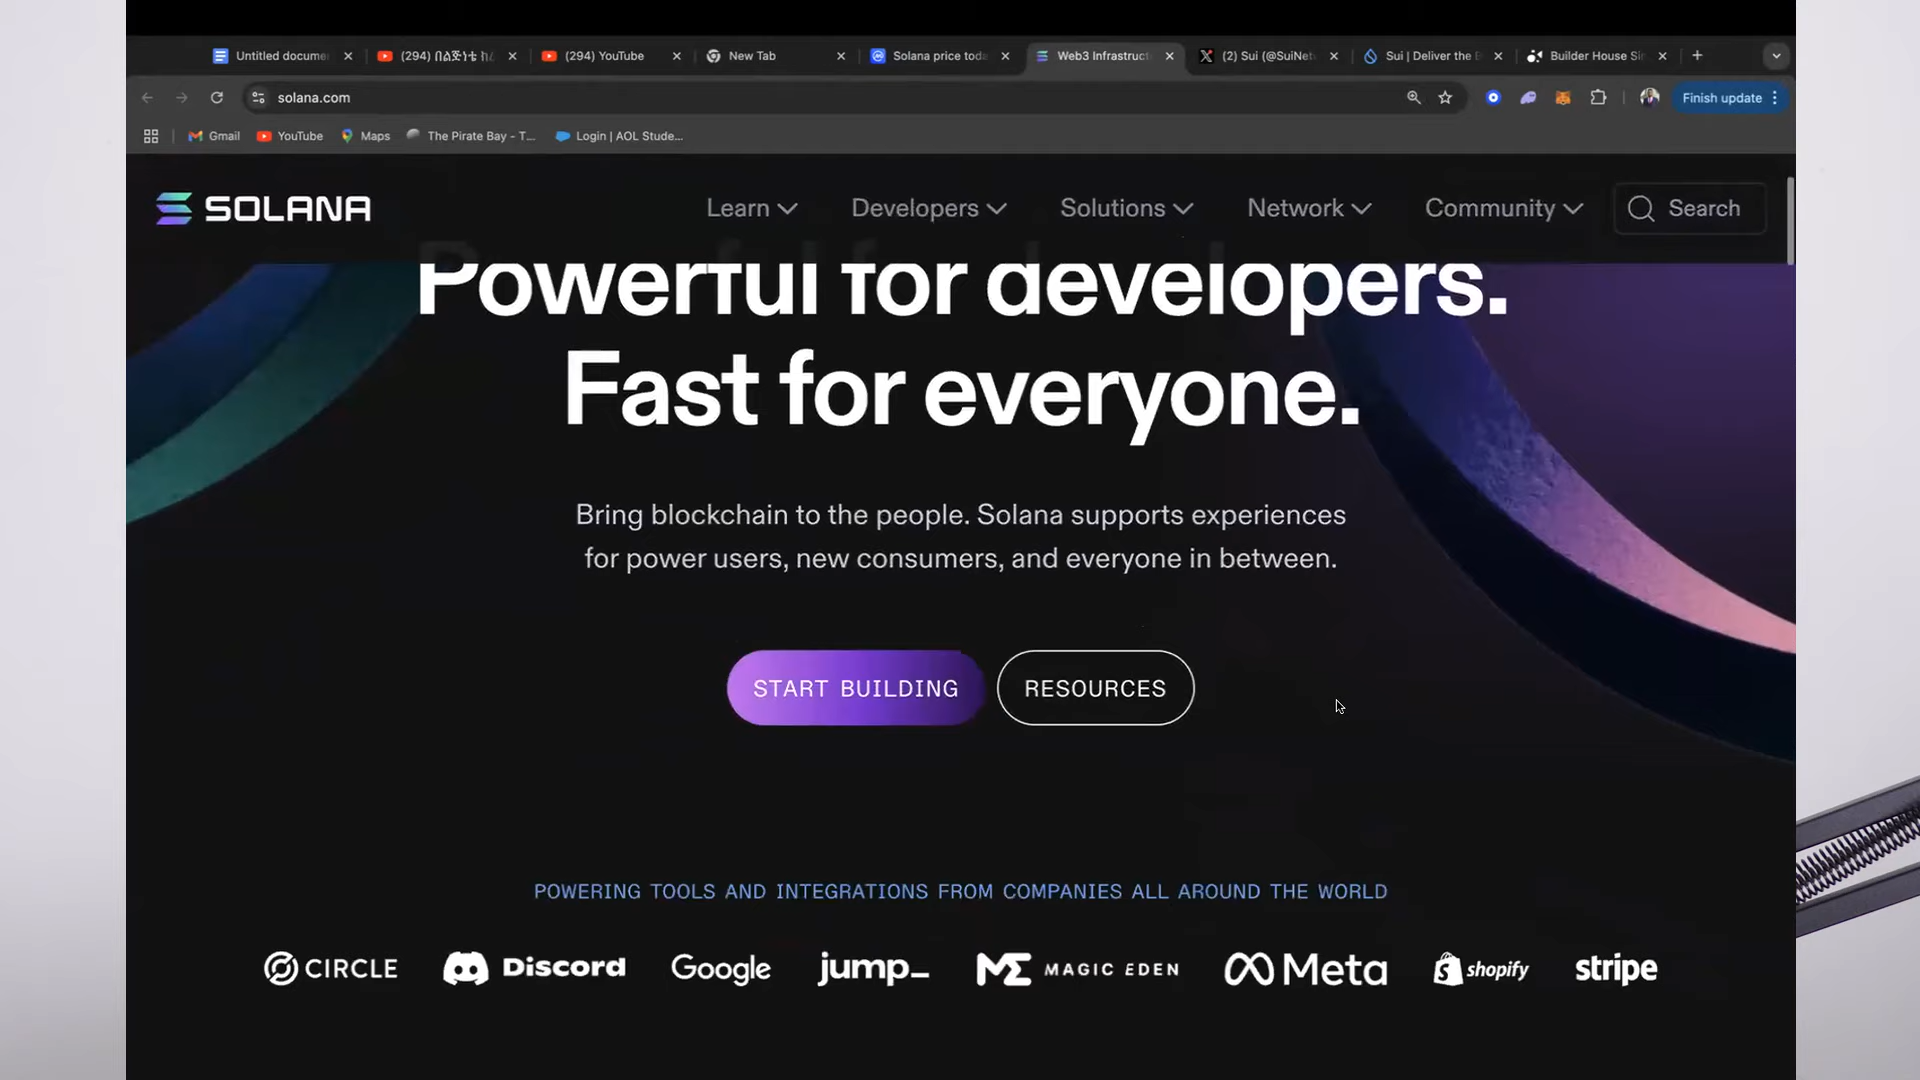 Untitled docume
(294) በልጅነቴ ከ
(294) YouTube
New Tab
Solana price toda
Web3 Infrastruct
(2) Sui (@SuiNetw
Sui | Deliver the B
Builder House Sin
solana.com
Finish update
Gmail
YouTube
Maps
The Pirate Bay - T...
Login | AOL Stude...
SOLANA
Learn
Developers
Solutions
Network
Community
Search
Powerful for developers.
Fast for everyone.
Bring blockchain to the people. Solana supports experiences
for power users, new consumers, and everyone in between.
START BUILDING
RESOURCES
POWERING TOOLS AND INTEGRATIONS FROM COMPANIES ALL AROUND THE WORLD
CIRCLE
Discord
Google
jump_
MAGIC EDEN
Meta
shopify
stripe